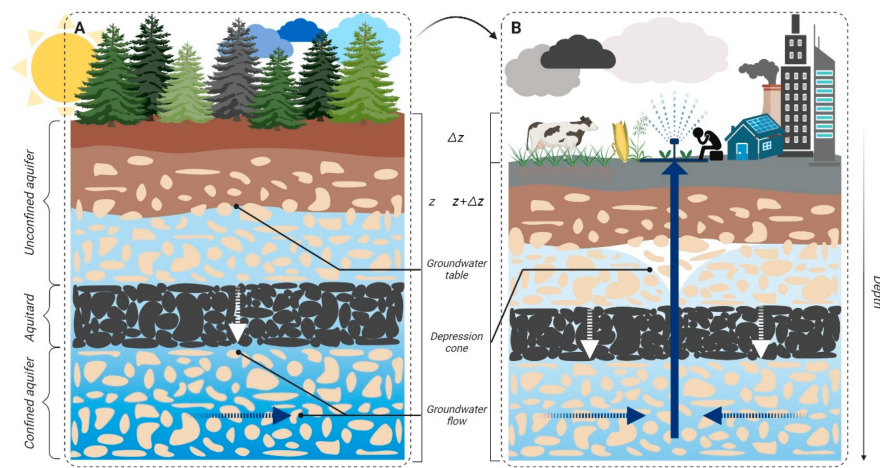 A
B
Unconfined aquifer
Aquitard
Confined aquifer
Δz
z
z+Δz
Groundwater
table
Depression
cone
Groundwater
flow
Depth